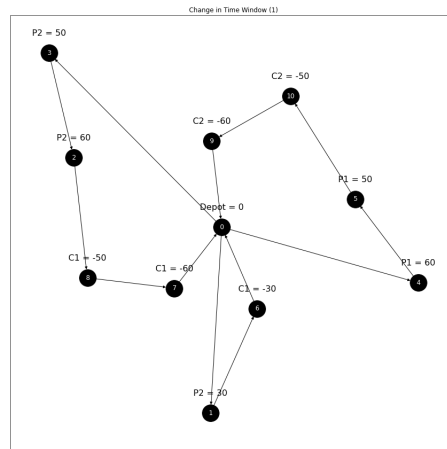 Change in Time Window (1)
P2 = 50
3
C2 = -50
10
C2 = -60
9
P2 = 60
2
P1 = 50
5
Depot = 0
0
C1 = -50
8
C1 = -60
7
P1 = 60
4
C1 = -30
6
P2 = 30
1